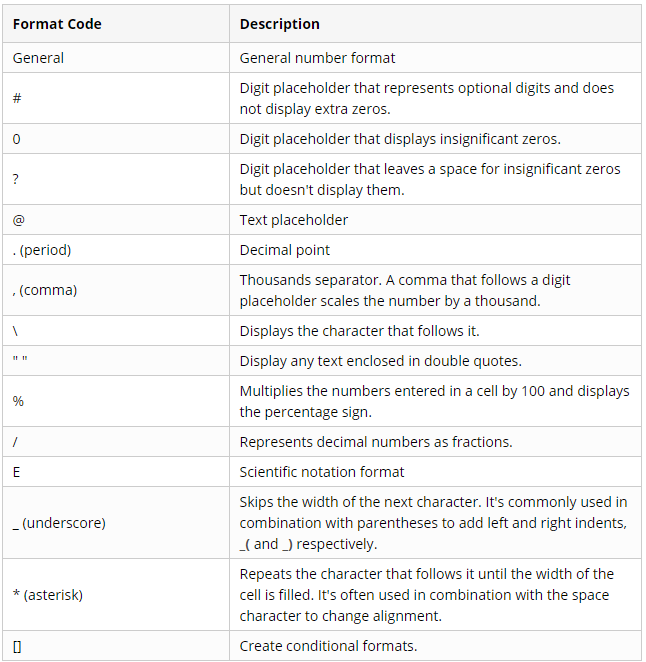 Format Code Description
General General number format
# Digit placeholder that represents optional digits and does
not display extra zeros.
0 Digit placeholder that displays insignificant zeros.
? Digit placeholder that leaves a space for insignificant zeros
but doesn't display them.
@ Text placeholder
. (period) Decimal point
, (comma) Thousands separator. A comma that follows a digit
placeholder scales the number by a thousand.
\ Displays the character that follows it.
" " Display any text enclosed in double quotes.
% Multiplies the numbers entered in a cell by 100 and displays
the percentage sign.
/ Represents decimal numbers as fractions.
E Scientific notation format
_ (underscore) Skips the width of the next character. It's commonly used in
combination with parentheses to add left and right indents,
_( and _) respectively.
* (asterisk) Repeats the character that follows it until the width of the
cell is filled. It's often used in combination with the space
character to change alignment.
[] Create conditional formats.